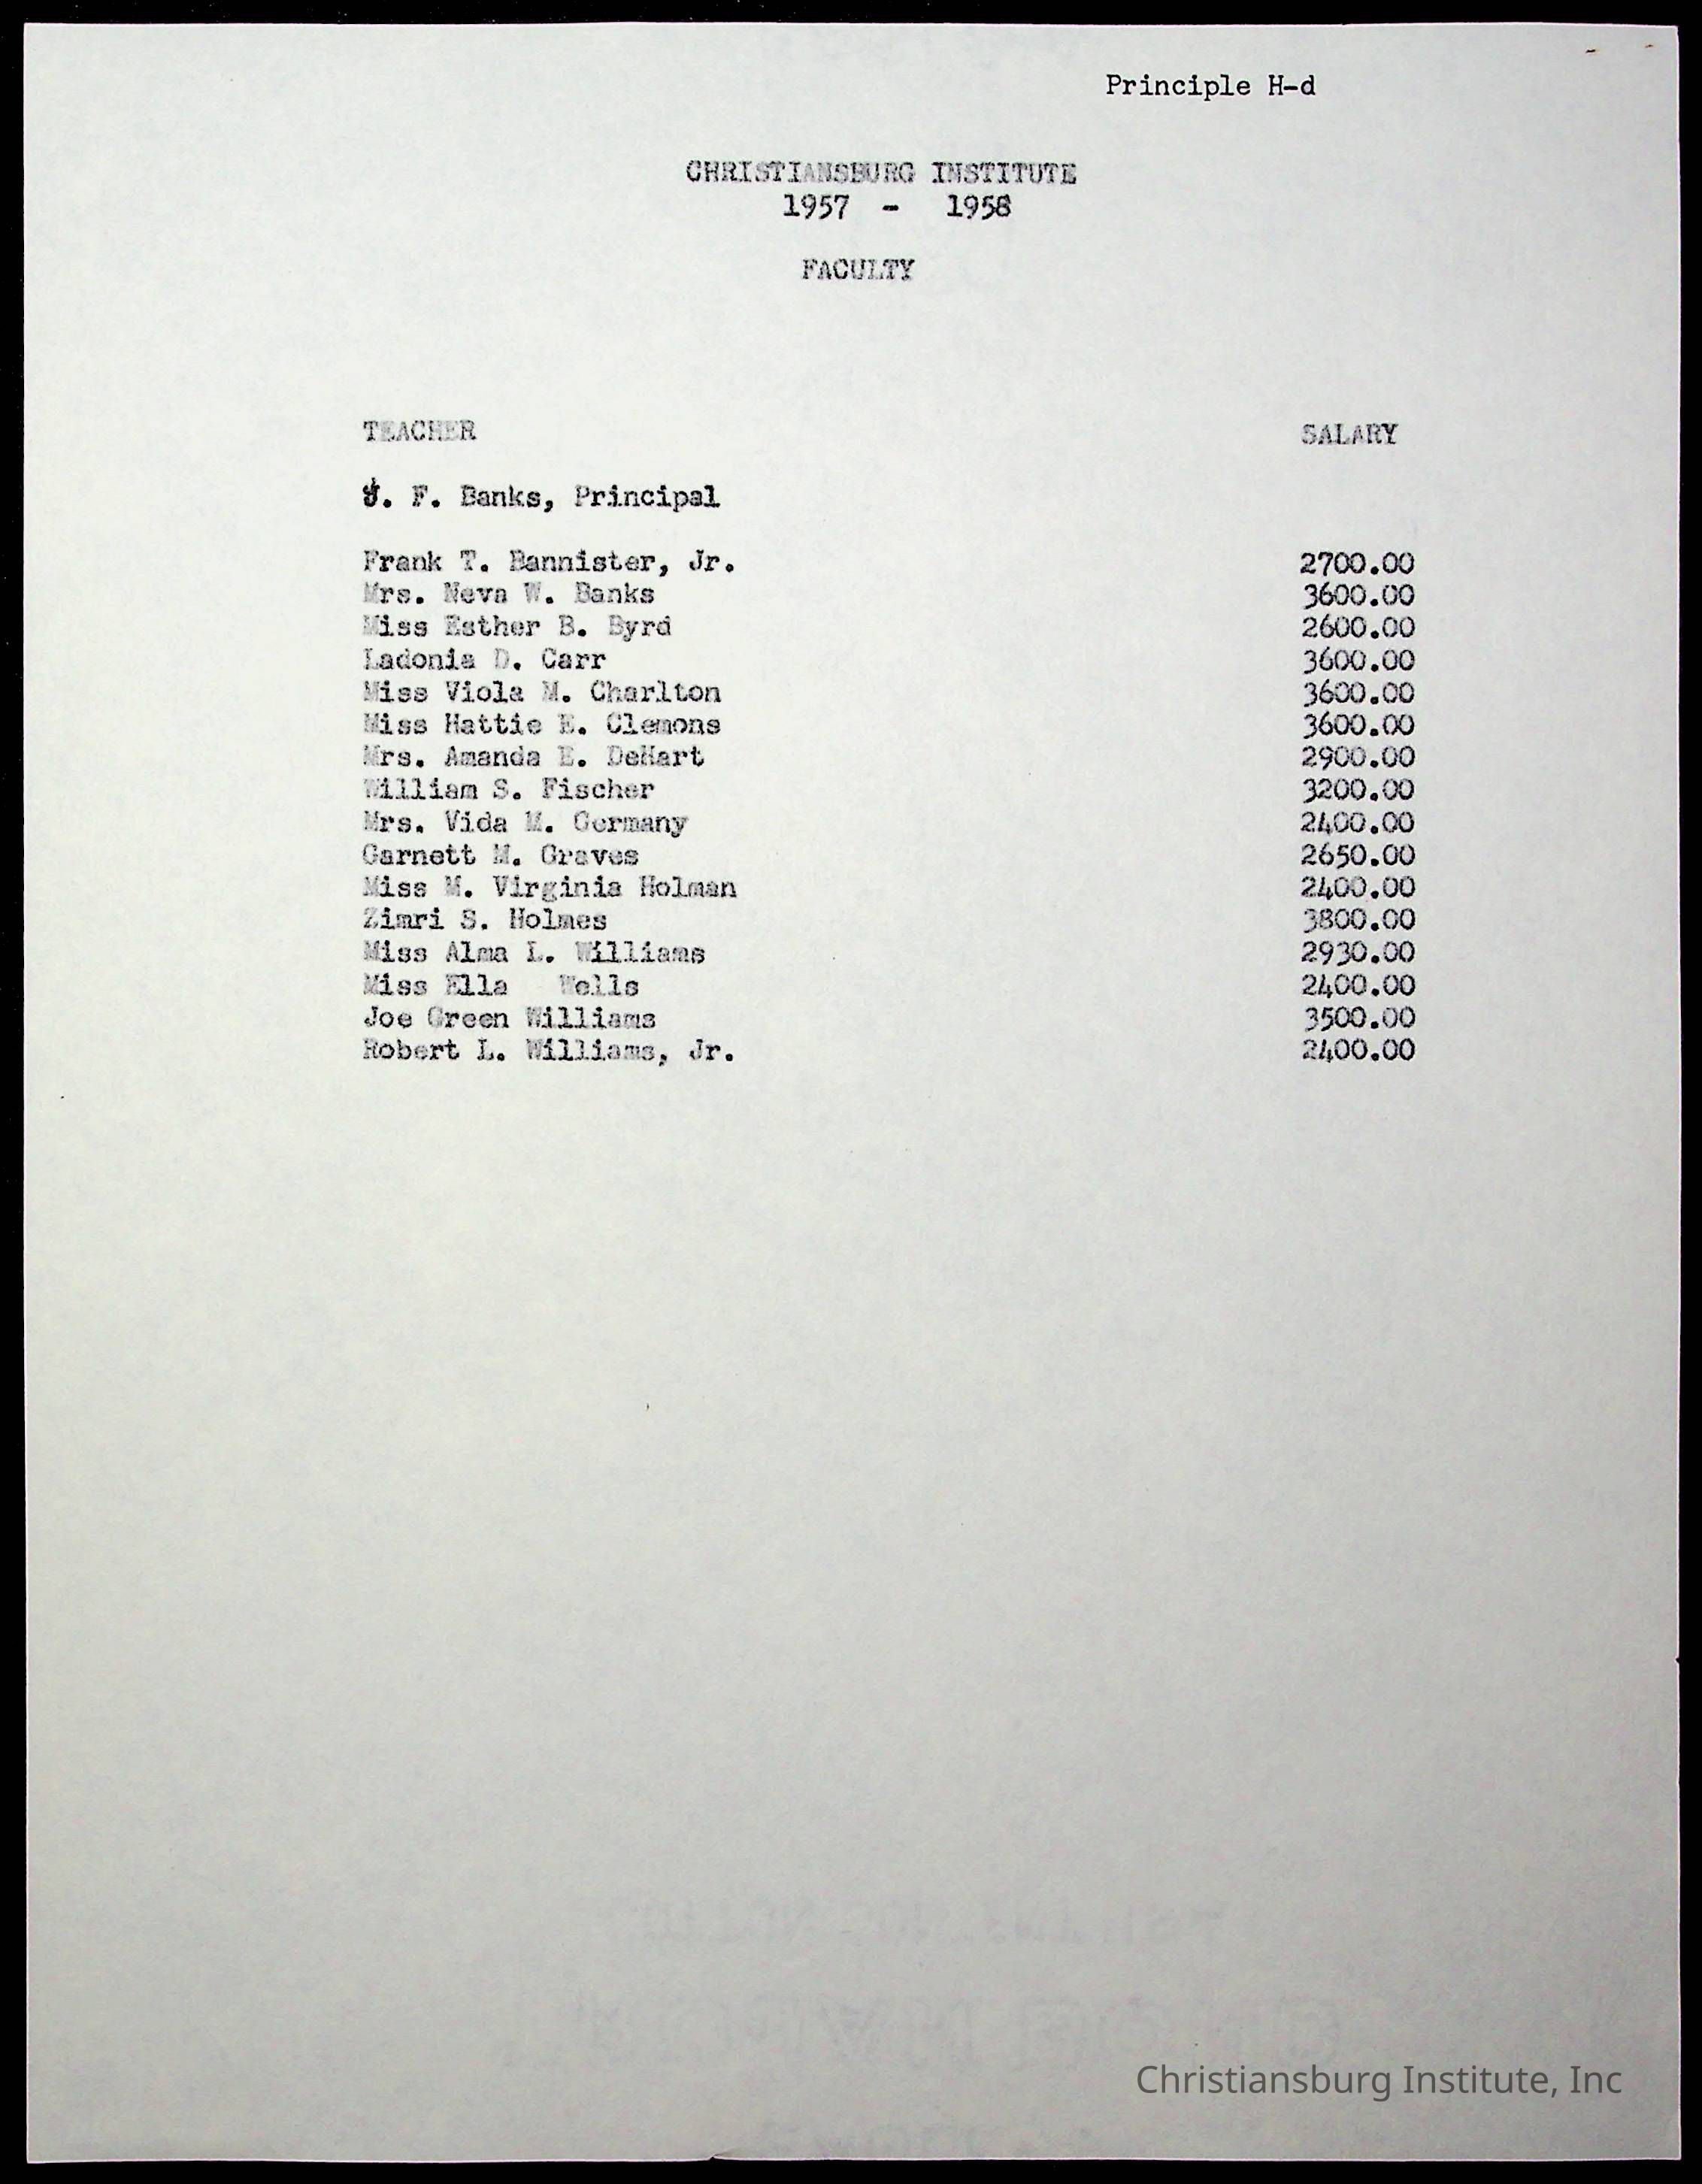 Principle H-d
CHRISTIANSBURG INSTITUTE
1957 - 1958
FACULTY
TEACHER SALARY
J. F. Banks, Principal
Frank T. Bannister, Jr. 2700.00
Mrs. Neva W. Banks 3600.00
Miss Esther B. Byrd 2600.00
Ladonia D. Carr 3600.00
Miss Viola M. Charlton 3600.00
Miss Hattie E. Clemons 3600.00
Mrs. Amanda E. DeHart 2900.00
William S. Fischer 3200.00
Mrs. Vida M. Germany 2400.00
Garnett M. Graves 2650.00
Miss M. Virginia Holman 2400.00
Zimri S. Holmes 3800.00
Miss Alma L. Williams 2930.00
Miss Ella Wells 2400.00
Joe Green Williams 3500.00
Robert L. Williams, Jr. 2400.00
Christiansburg Institute, Inc